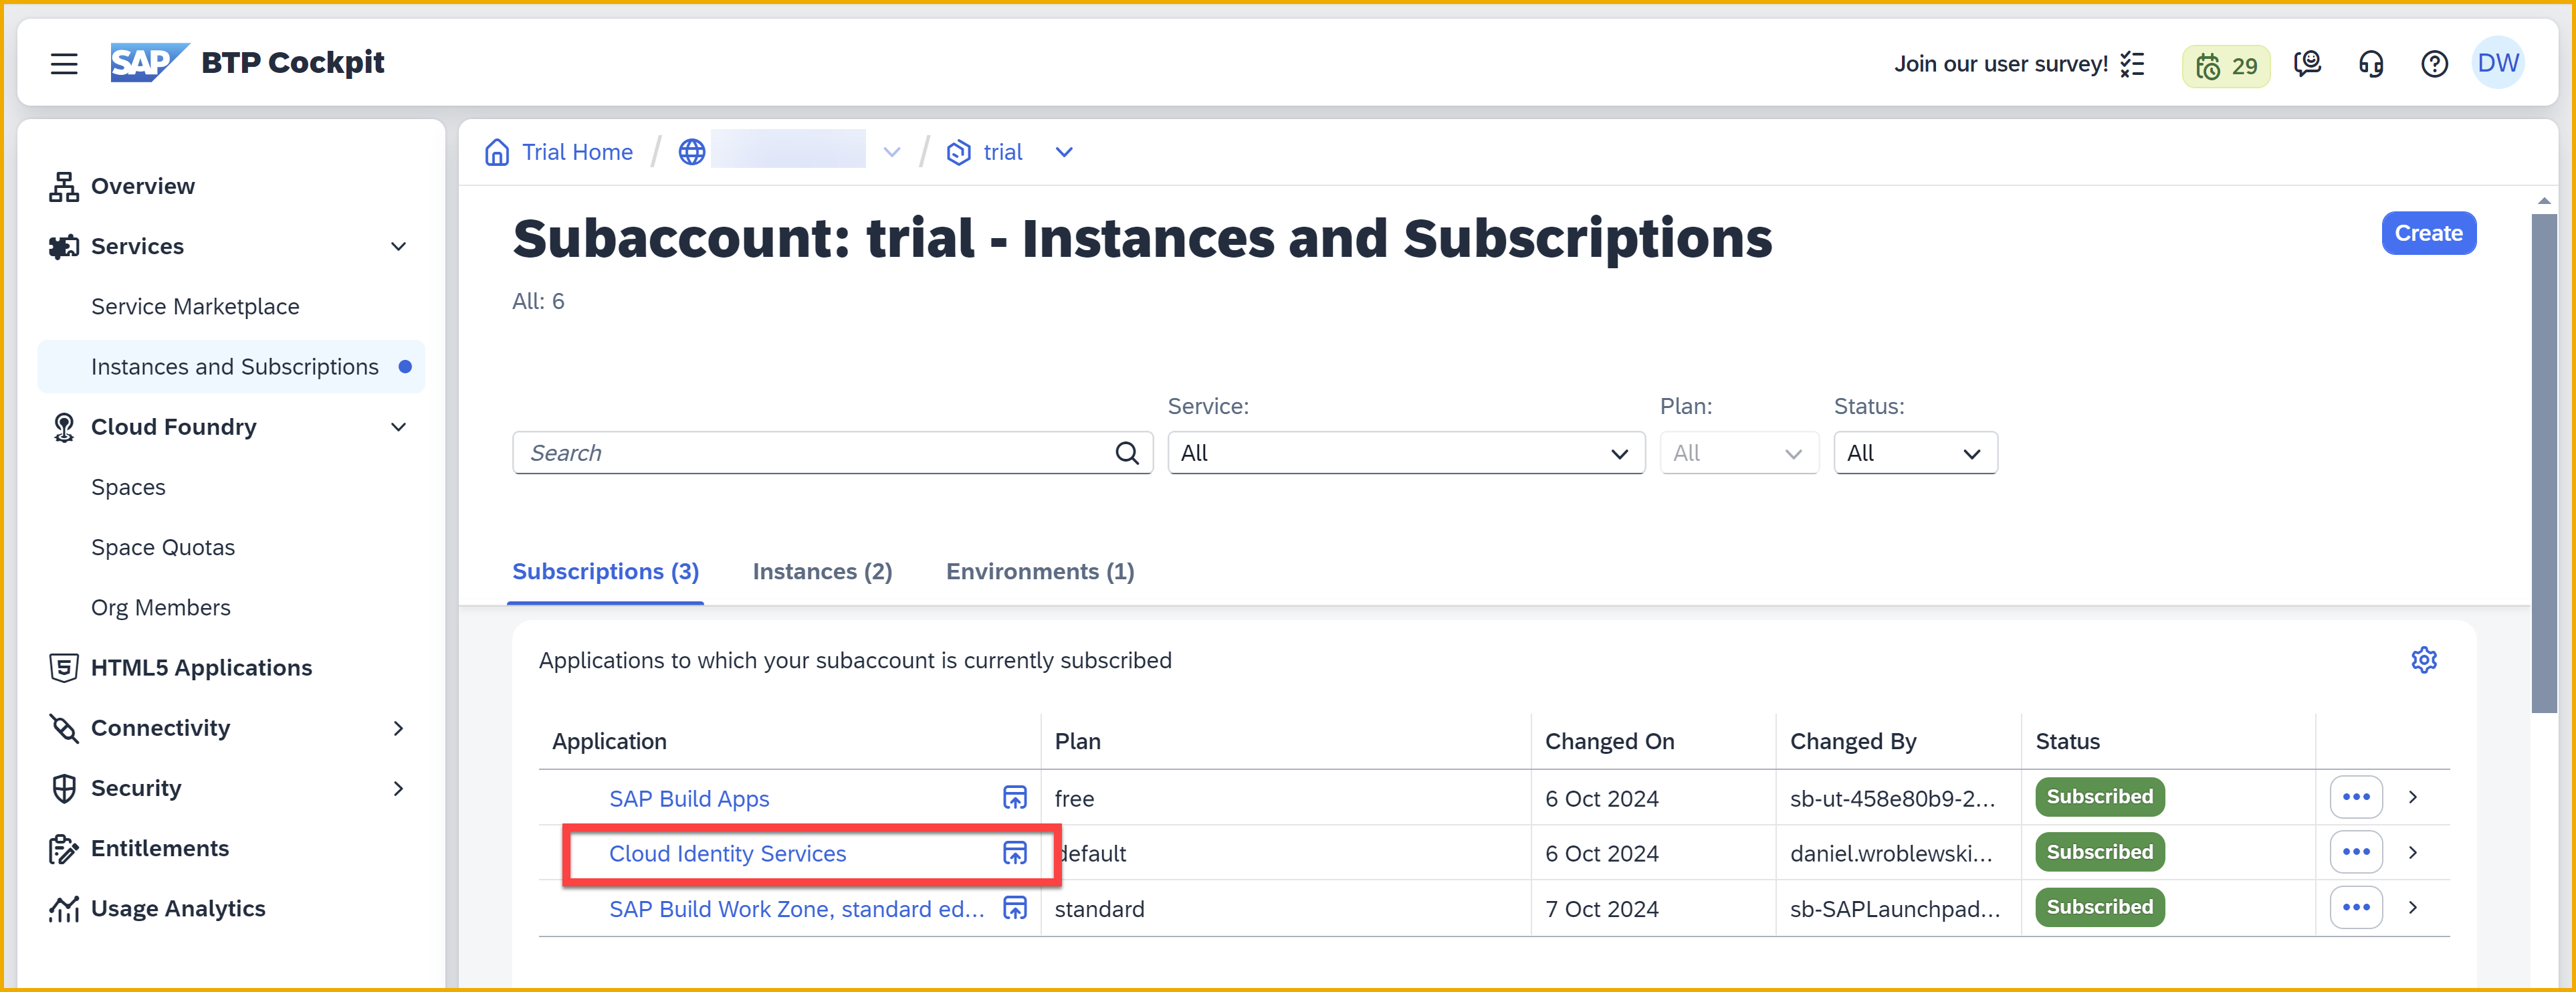 SAP BTP Cockpit
Join our user survey! 29 DW
Overview
Services
Service Marketplace
Instances and Subscriptions
Cloud Foundry
Spaces
Space Quotas
Org Members
HTML5 Applications
Connectivity
Security
Entitlements
Usage Analytics
Trial Home / / trial
Subaccount: trial - Instances and Subscriptions
Create
All: 6
Service: Plan: Status:
Search All All All
Subscriptions (3) Instances (2) Environments (1)
Applications to which your subaccount is currently subscribed
Application Plan Changed On Changed By Status
SAP Build Apps free 6 Oct 2024 sb-ut-458e80b9-2... Subscribed
Cloud Identity Services default 6 Oct 2024 daniel.wroblewski... Subscribed
SAP Build Work Zone, standard ed... standard 7 Oct 2024 sb-SAPLaunchpad... Subscribed